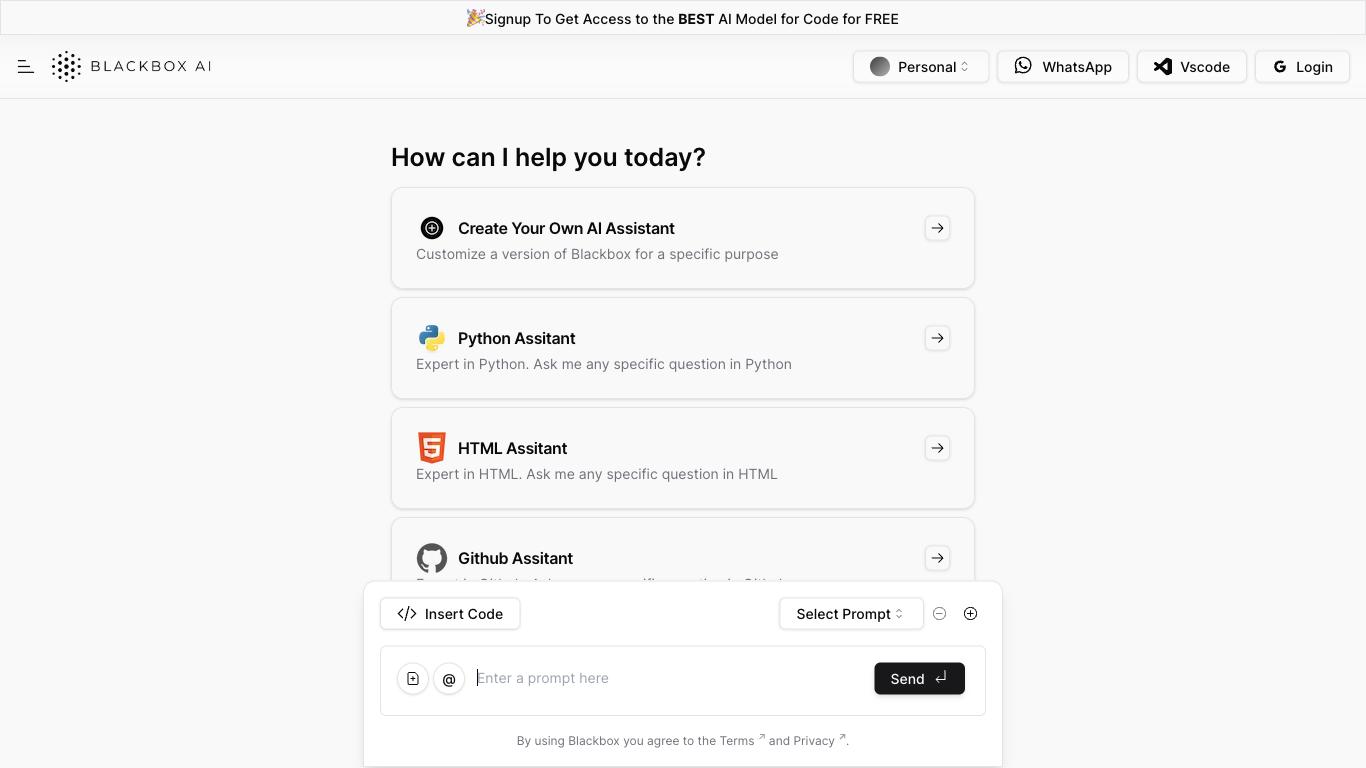 🎉Signup To Get Access to the BEST AI Model for Code for FREE
BLACKBOX AI
Personal
WhatsApp
Vscode
Login
How can I help you today?
Create Your Own AI Assistant
Customize a version of Blackbox for a specific purpose
Python Assitant
Expert in Python. Ask me any specific question in Python
HTML Assitant
Expert in HTML. Ask me any specific question in HTML
Github Assitant
Insert Code
Select Prompt
@
Enter a prompt here
Send
By using Blackbox you agree to the Terms ↗ and Privacy ↗.